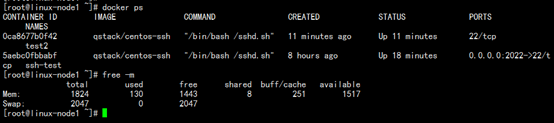 [root@linux-node1 ~]# docker ps
CONTAINER ID IMAGE COMMAND CREATED STATUS PORTS
NAMES
0ca8677b0f42 qstack/centos-ssh "/bin/bash /sshd.sh" 11 minutes ago Up 11 minutes 22/tcp
test2
5aebc0fbbabf qstack/centos-ssh "/bin/bash /sshd.sh" 8 hours ago Up 18 minutes 0.0.0.0:2022->22/t
cp ssh-test
[root@linux-node1 ~]# free -m
total used free shared buff/cache available
Mem: 1824 130 1443 8 251 1517
Swap: 2047 0 2047
[root@linux-node1 ~]#